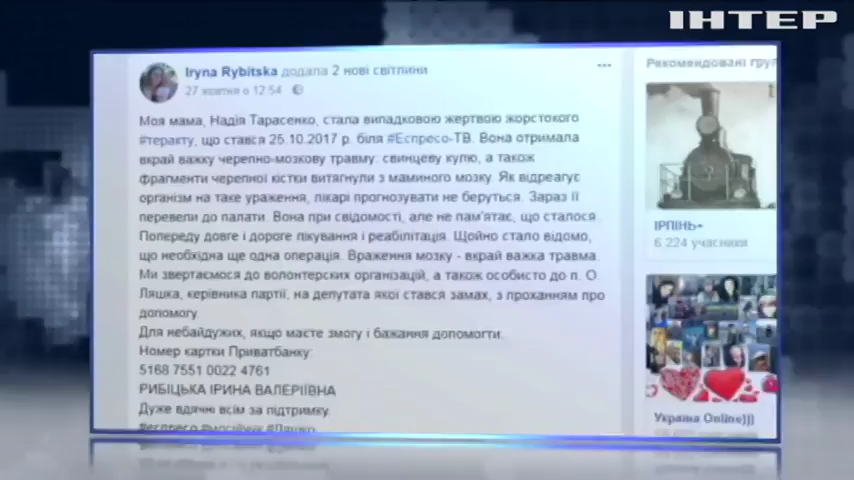 ІНТЕР
Iryna Rybitska додала 2 нові світлини
27 жовтня о 12:54
Моя мама, Надія Тарасенко, стала випадковою жертвою жорстокого
#теракту, що стався 25.10.2017 р. біля #Еспресо-ТВ. Вона отримала
вкрай важку черепно-мозкову травму: свинцеву кулю, а також
фрагменти черепної кістки витягнули з маминого мозку. Як відреагує
організм на таке ураження, лікарі прогнозувати не беруться. Зараз її
перевели до палати. Вона при свідомості, але не пам'ятає, що сталося.
Попереду довге і дороге лікування і реабілітація. Щойно стало відомо,
що необхідна ще одна операція. Враження мозку - вкрай важка травма.
Ми звертаємося до волонтерских організацій, а також особисто до п. О
Ляшка, керівника партії, на депутата якої стався замах, з проханням про
допомогу.
Для небайдужих, якщо маєте змогу і бажання допомогти:
Номер картки Приватбанку:
5168 7551 0022 4761
РИБІЦЬКА ІРИНА ВАЛЕРІЇВНА
Дуже вдячні всім за підтримку.
#еспресо #мосійчук #Ляшко
Рекомендовані гру
ІРПІНЬ+
6 224 учасники
Україна Online)))